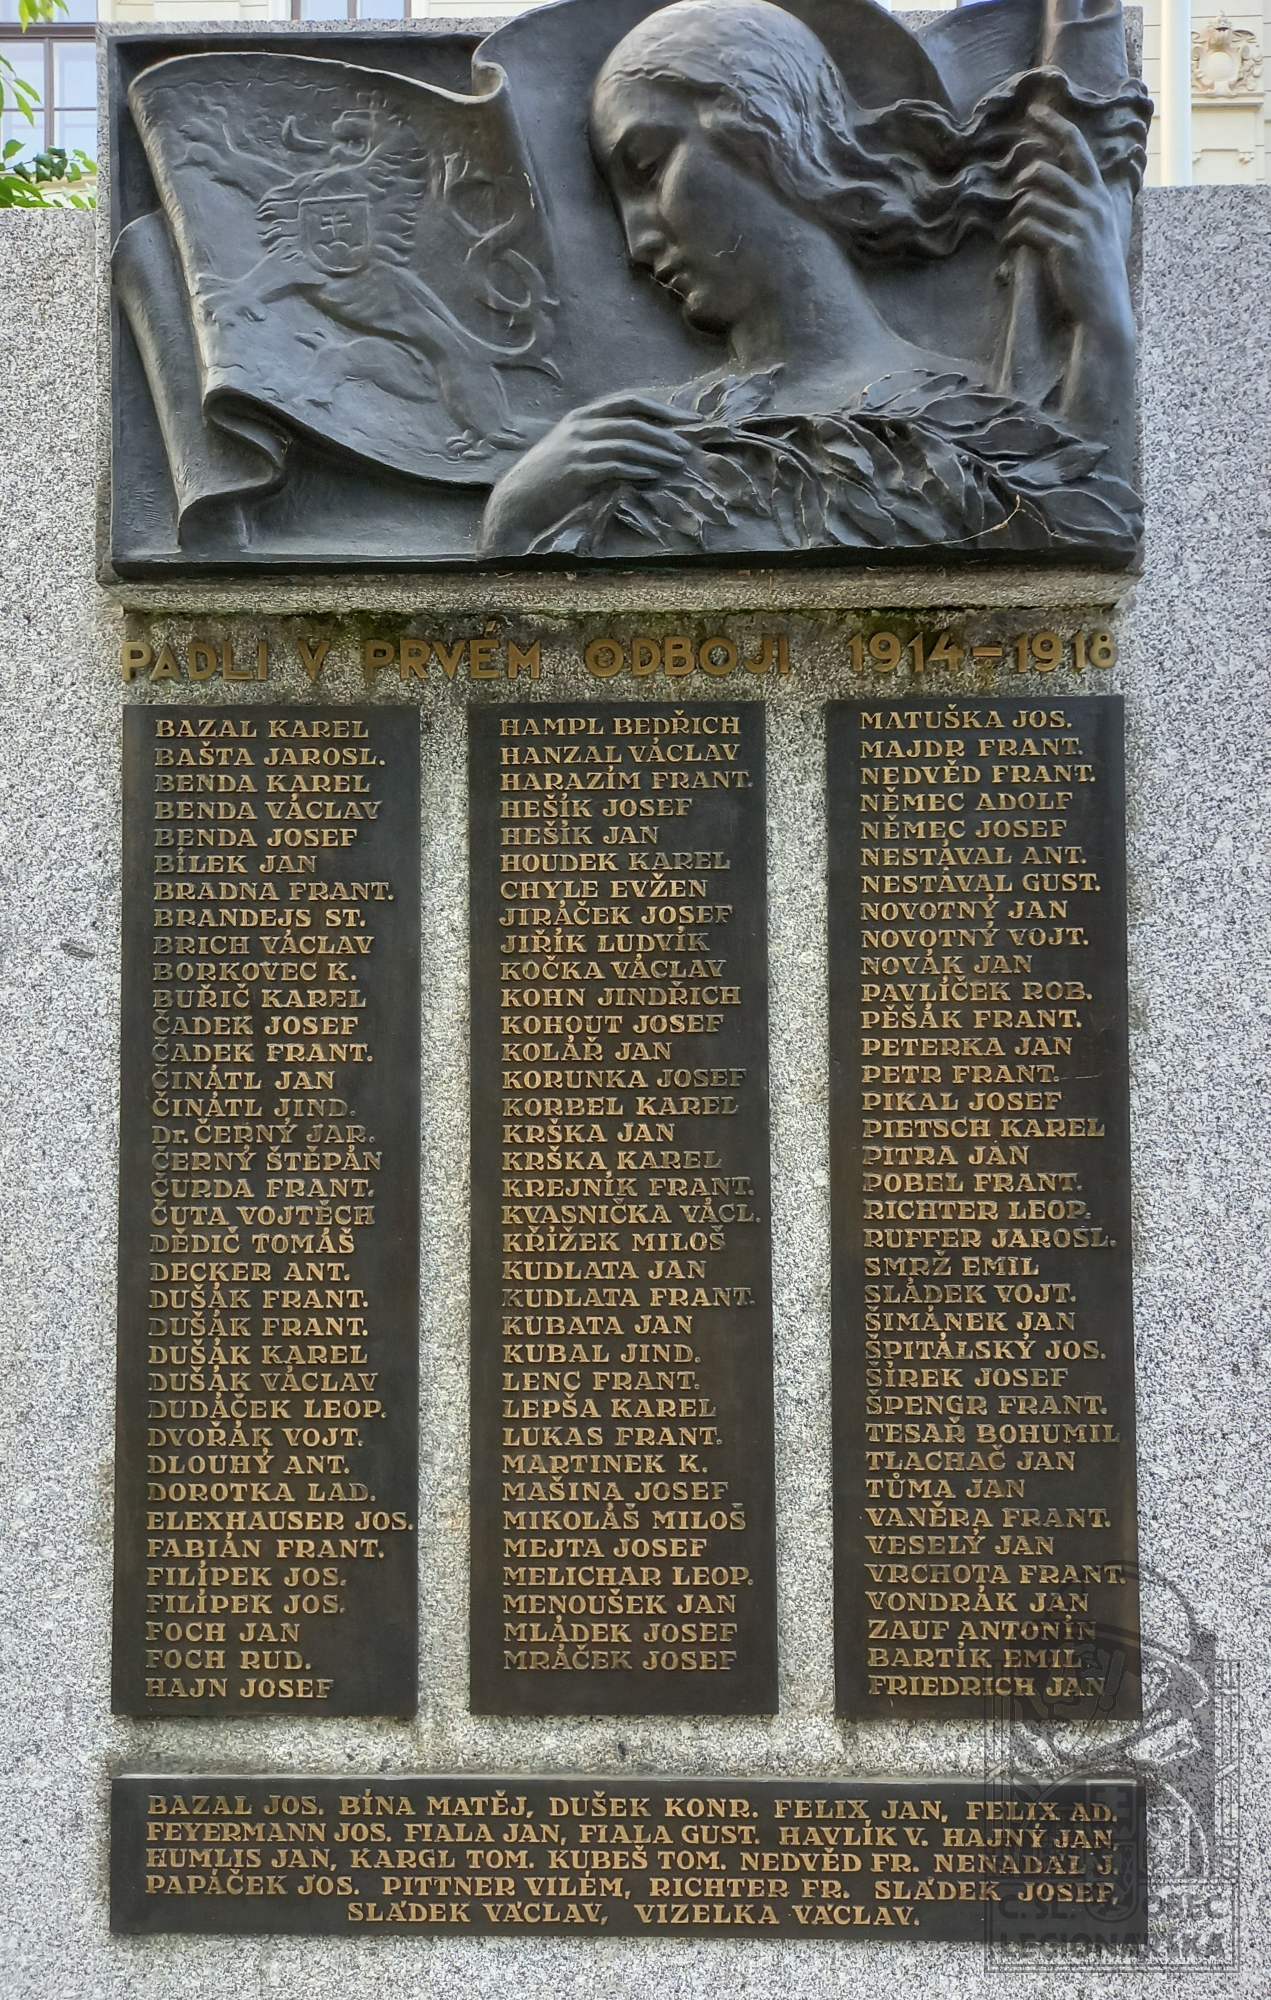 PADLI V PRVÉM ODBOJI 1914–1918
BAZAL KAREL
BAŠTA JAROSL.
BENDA KAREL
BENDA VÁCLAV
BENDA JOSEF
BÍLEK JAN
BRADNA FRANT.
BRANDEJS ST.
BRICH VÁCLAV
BORKOVEC K.
BUŘIČ KAREL
ČADEK JOSEF
ČADEK FRANT.
ČINÁTL JAN
ČINÁTL JIND.
Dr. ČERNÝ JAR.
ČERNÝ ŠTĚPÁN
ČURDA FRANT.
ČUTA VOJTĚCH
DĚDIČ TOMÁŠ
DECKER ANT.
DUŠÁK FRANT.
DUŠÁK FRANT.
DUŠÁK KAREL
DUŠÁK VÁCLAV
DUDÁČEK LEOP.
DVOŘÁK VOJT.
DLOUHÝ ANT.
DOROTKA LAD.
ELEXHAUSER JOS.
FABIÁN FRANT.
FILÍPEK JOS.
FILÍPEK JOS.
FOCH JAN
FOCH RUD.
HAJN JOSEF
HAMPL BEDŘICH
HANZAL VÁCLAV
HARAZÍM FRANT.
HEŠÍK JOSEF
HEŠÍK JAN
HOUDEK KAREL
CHYLE EVŽEN
JIRÁČEK JOSEF
JIŘÍK LUDVÍK
KOČKA VÁCLAV
KOHN JINDŘICH
KOHOUT JOSEF
KOLÁŘ JAN
KORUNKA JOSEF
KORBEL KAREL
KRŠKA JAN
KRŠKA KAREL
KREJNÍK FRANT.
KVASNIČKA VÁCL.
KŘÍŽEK MILOŠ
KUDLATA JAN
KUDLATA FRANT.
KUBATA JAN
KUBAL JIND.
LENC FRANT.
LEPŠA KAREL
LUKAS FRANT.
MARTINEK K.
MAŠINA JOSEF
MIKOLÁŠ MILOŠ
MEJTA JOSEF
MELICHAR LEOP.
MENOUŠEK JAN
MLÁDEK JOSEF
MRÁČEK JOSEF
MATUŠKA JOS.
MAJDR FRANT.
NEDVĚD FRANT.
NĚMEC ADOLF
NĚMEC JOSEF
NESTÁVAL ANT.
NESTÁVAL GUST.
NOVOTNÝ JAN
NOVOTNÝ VOJT.
NOVÁK JAN
PAVLÍČEK ROB.
PĚŠÁK FRANT.
PETERKA JAN
PETR FRANT.
PIKAL JOSEF
PIETSCH KAREL
PITRA JAN
POBEL FRANT.
RICHTER LEOP.
RUFFER JAROSL.
SMRŽ EMIL
SLÁDEK VOJT.
ŠIMÁNEK JAN
ŠPITÁLSKÝ JOS.
ŠÍREK JOSEF
ŠPENGR FRANT.
TESAŘ BOHUMIL
TLACHAČ JAN
TŮMA JAN
VANĚRA FRANT.
VESELÝ JAN
VRCHOTA FRANT.
VONDRÁK JAN
ZAUF ANTONÍN
BARTÍK EMIL
FRIEDRICH JAN
BAZAL JOS. BÍNA MATĚJ, DUŠEK KONR. FELIX JAN, FELIX AD.
FEYERMANN JOS. FIALA JAN, FIALA GUST. HAVLÍK V. HAJNÝ JAN,
HUMLIS JAN, KARGL TOM. KUBEŠ TOM. NEDVĚD FR. NENADÁL J.
PAPÁČEK JOS. PITTNER VILÉM, RICHTER FR. SLÁDEK JOSEF,
SLÁDEK VÁCLAV, VIZELKA VÁCLAV.
Č. SL. OBEC
LEGIONÁŘSKÁ